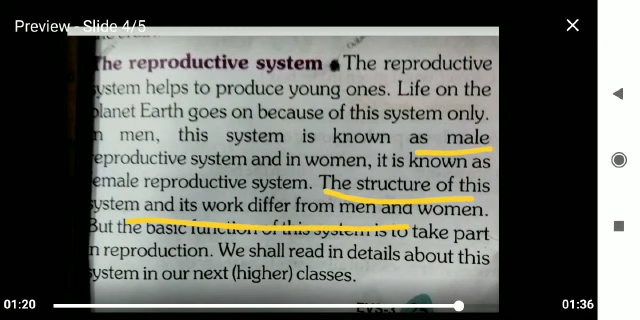 Preview - Slide 4/5
The reproductive system • The reproductive
ystem helps to produce young ones. Life on the
planet Earth goes on because of this system only.
n men, this system is known as male
eproductive system and in women, it is known as
emale reproductive system. The structure of this
ystem and its work differ from men and women.
But the basic function of this system is to take part
n reproduction. We shall read in details about this
system in our next (higher) classes.
01:20
01:36